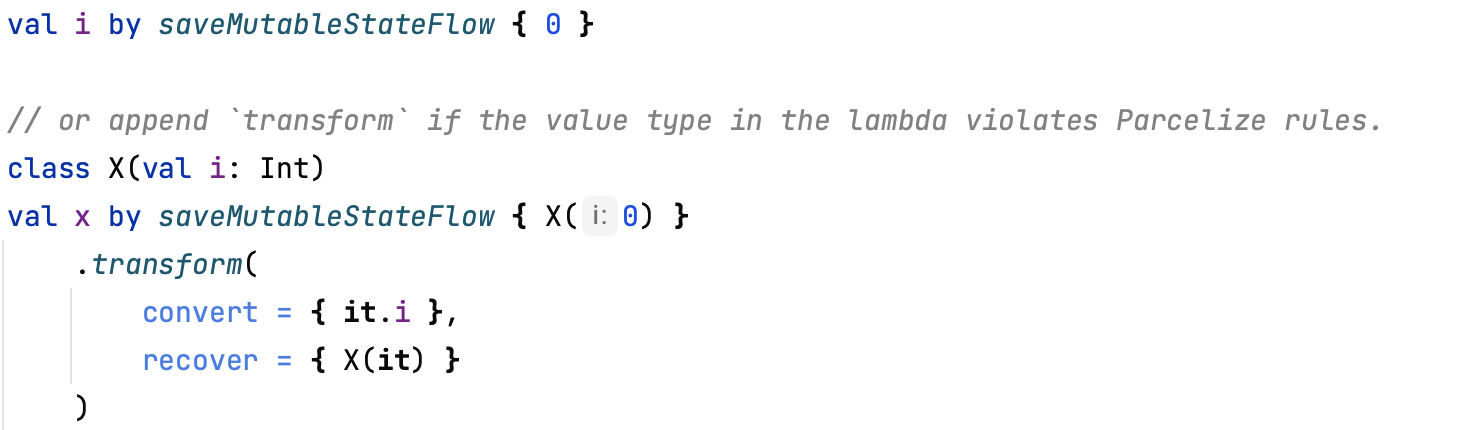 val i by saveMutableStateFlow { 0 }
// or append `transform` if the value type in the lambda violates Parcelize rules.
class X(val i: Int)
val x by saveMutableStateFlow { X( i: 0) }
.transform(
convert = { it.i },
recover = { X(it) }
)